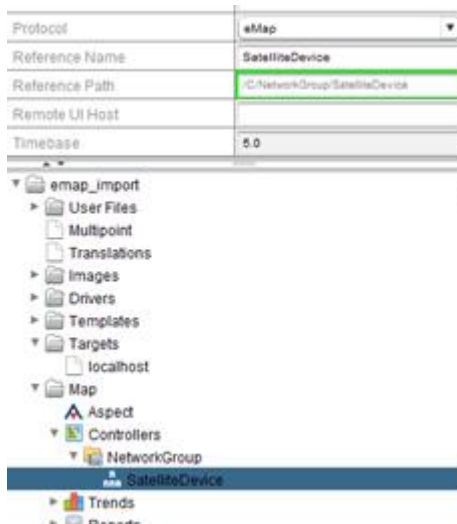 Protocol eMap
Reference Name SatelliteDevice
Reference Path /C/NetworkGroup/SatelliteDevice
Remote UI Host
Timebase 5.0
emap_import
User Files
Multipoint
Translations
Images
Drivers
Templates
Targets
localhost
Map
Aspect
Controllers
NetworkGroup
SatelliteDevice
Trends
Reports